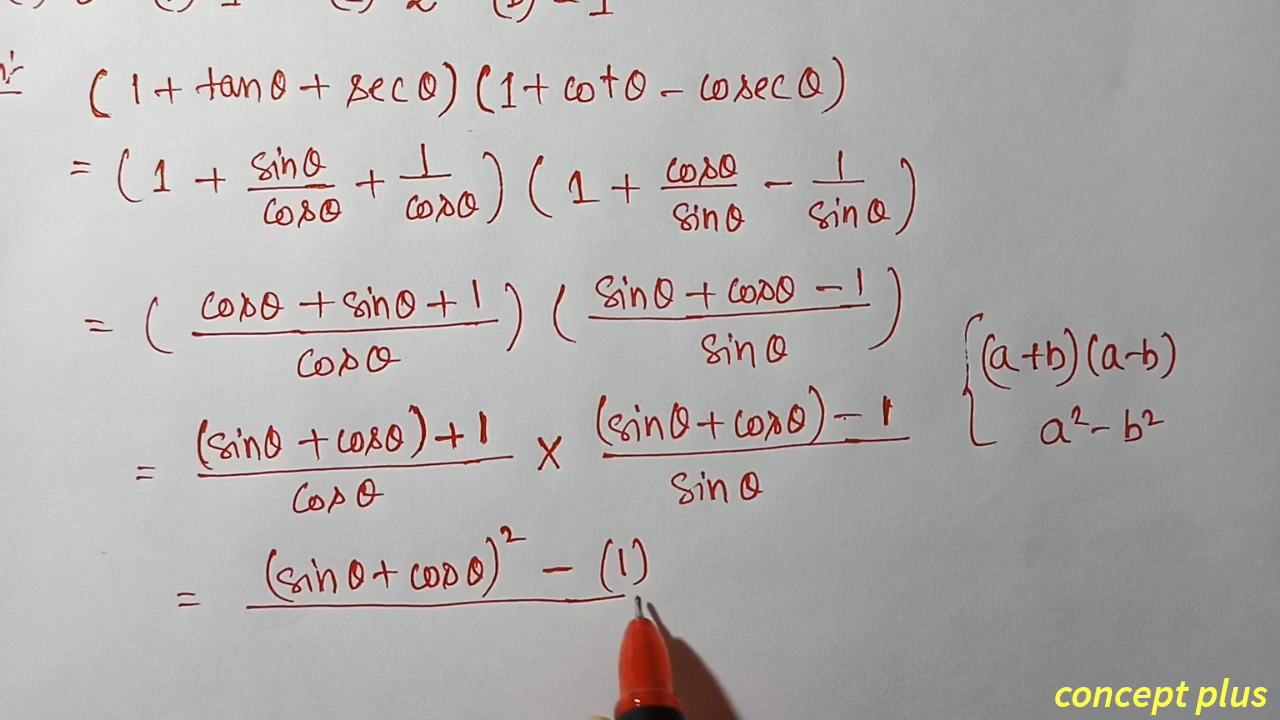 (1 + tanθ + secθ) (1 + cotθ - cosecθ)
= (1 + sinθ/cosθ + 1/cosθ) (1 + cosθ/sinθ - 1/sinθ)
= (cosθ + sinθ + 1 / cosθ) (sinθ + cosθ - 1 / sinθ)
{(a+b)(a-b)
a²-b²
= (sinθ + cosθ) + 1 / cosθ × (sinθ + cosθ) - 1 / sinθ
= (sinθ + cosθ)² - (1)
concept plus